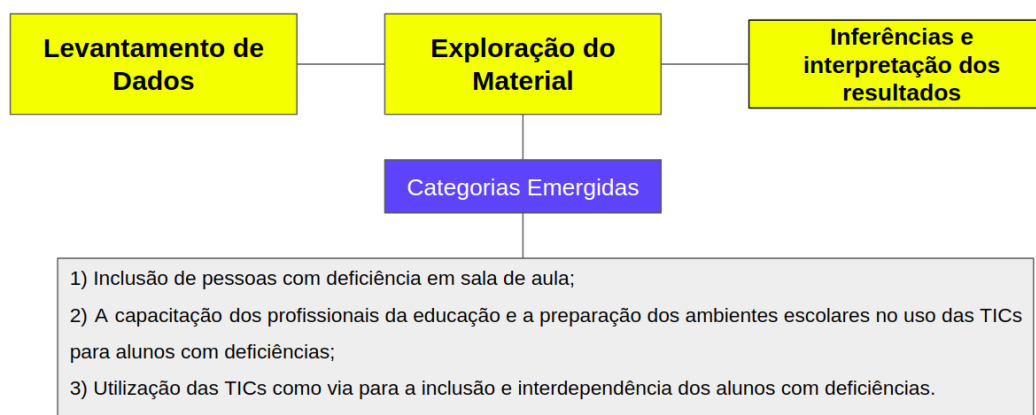 Levantamento de
Dados
Exploração do
Material
Inferências e
interpretação dos
resultados
Categorias Emergidas
1) Inclusão de pessoas com deficiência em sala de aula;
2) A capacitação dos profissionais da educação e a preparação dos ambientes escolares no uso das TICs
para alunos com deficiências;
3) Utilização das TICs como via para a inclusão e interdependência dos alunos com deficiências.